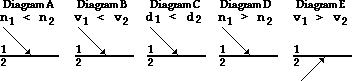 Diagram A Diagram B Diagram C Diagram D Diagram E
n1 < n2 v1 < v2 d1 < d2 n1 > n2 v1 > v2
1 1 1 1 1
2 2 2 2 2